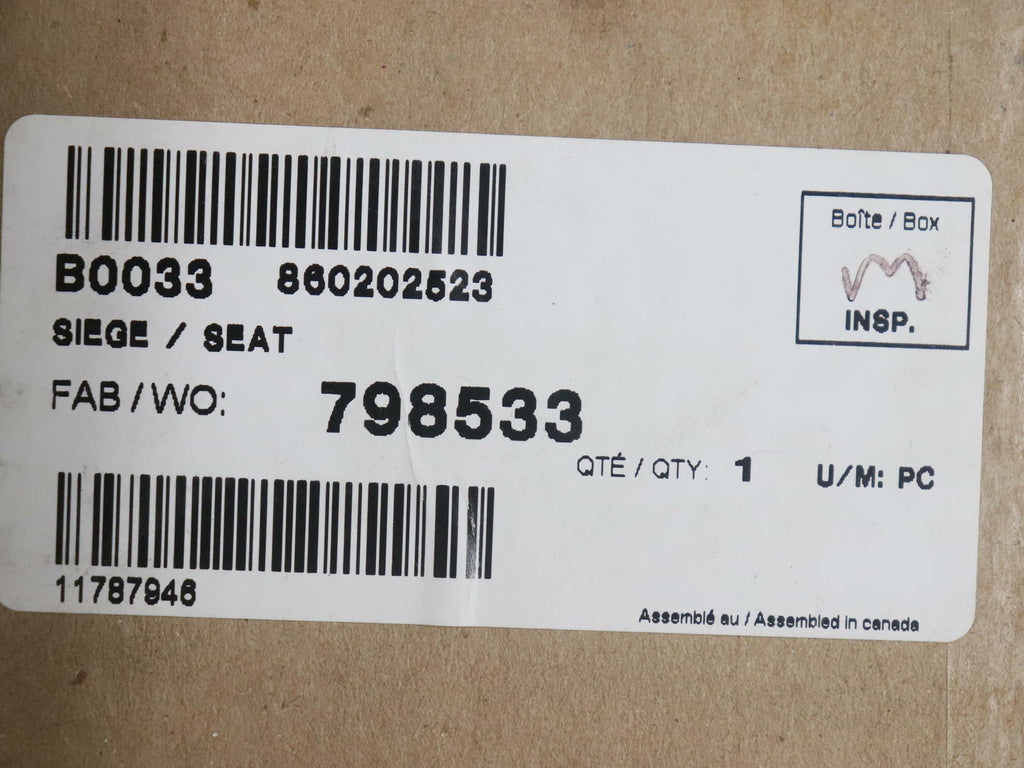 B0033 860202523
SIEGE / SEAT
FAB / WO: 798533
QTÉ / QTY: 1 U/M: PC
11787946
Boîte / Box
INSP.
Assemblé au / Assembled in canada